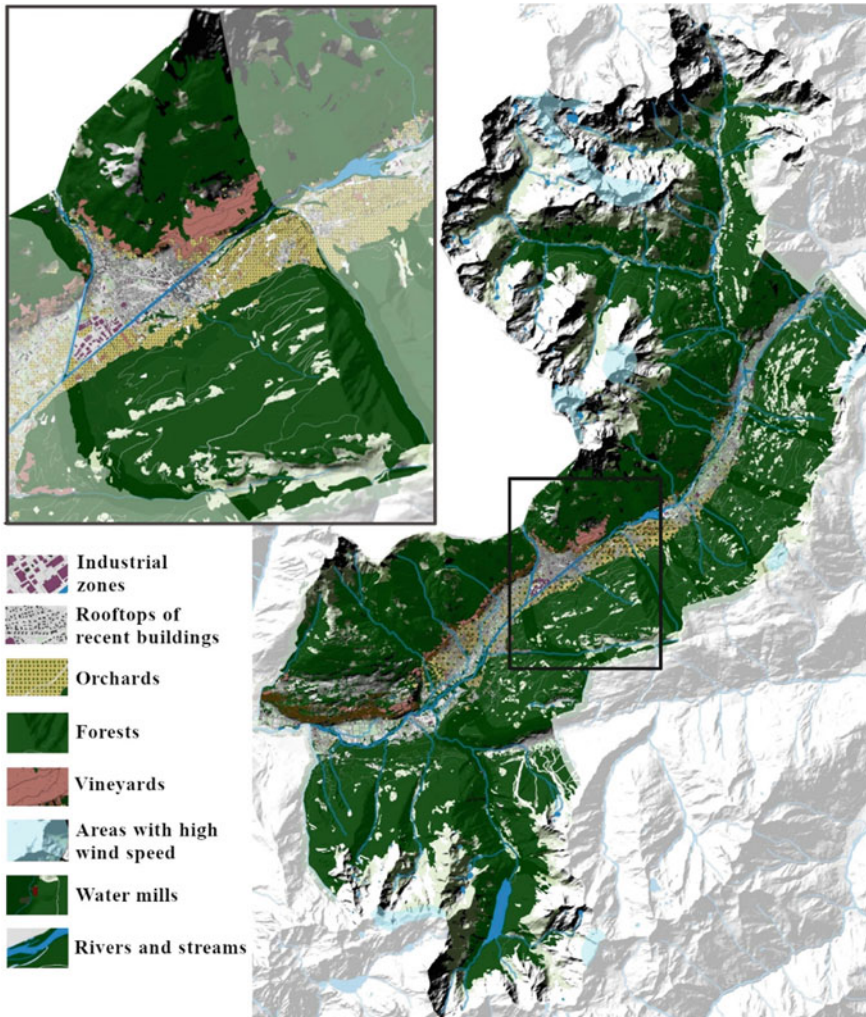 Industrial
zones
Rooftops of
recent buildings
Orchards
Forests
Vineyards
Areas with high
wind speed
Water mills
Rivers and streams